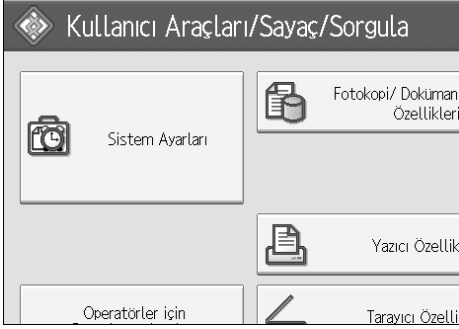 Kullanıcı Araçları/Sayaç/Sorgula
Sistem Ayarları
Fotokopi/ Doküman
Özellikleri
Yazıcı Özellik
Operatörler için
Tarayıcı Özelli